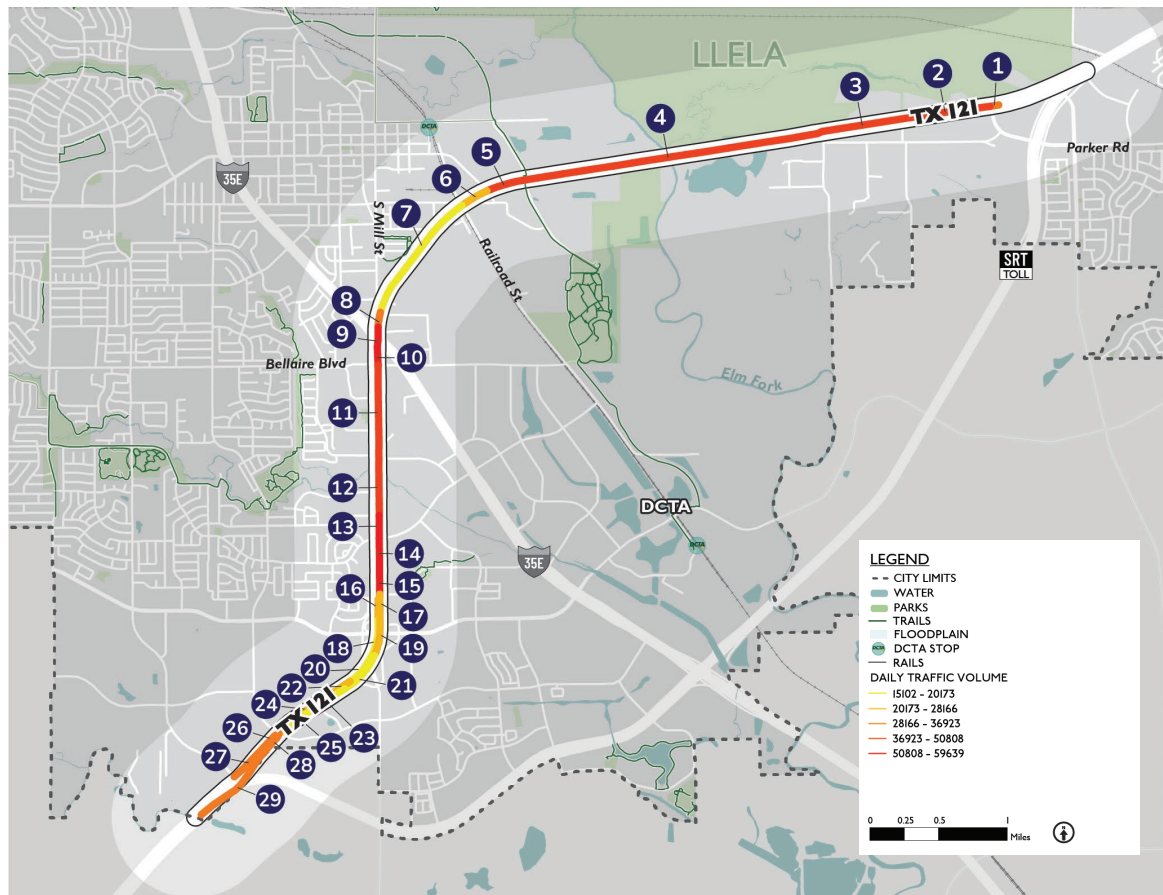 LLELA
1
2
3
TX 121
4
Parker Rd
5
DCTA
35E
6
7
S Mill St
Railroad St
SRT
TOLL
8
9
10
Bellaire Blvd
Elm Fork
11
12
DCTA
13
14
35E
DCTA
15
16
17
18
19
20
21
22
TX 121
24
23
25
26
27
28
29
LEGEND
CITY LIMITS
WATER
PARKS
TRAILS
FLOODPLAIN
DCTA DCTA STOP
RAILS
DAILY TRAFFIC VOLUME
15102 - 20173
20173 - 28166
28166 - 36923
36923 - 50808
50808 - 59639
0 0.25 0.5 1
Miles